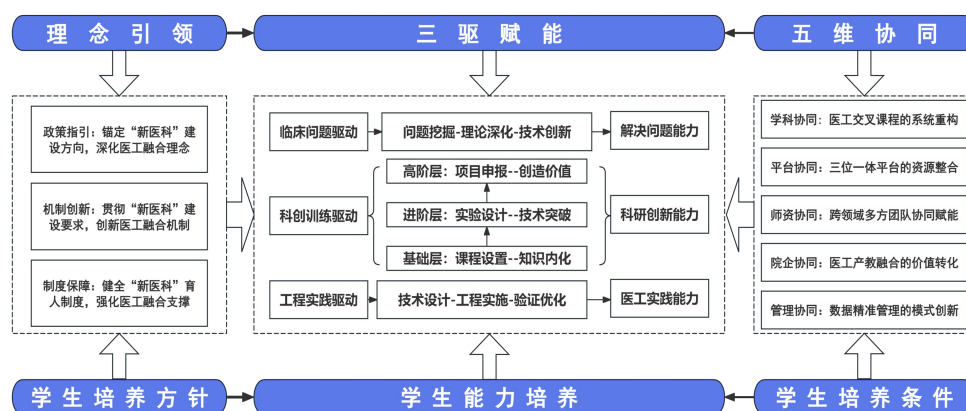 理念引领
三驱赋能
五维协同
政策指引：锚定“新医科”建
设方向，深化医工融合理念
机制创新：贯彻“新医科”建
设要求，创新医工融合机制
制度保障：健全“新医科”育
人制度，强化医工融合支撑
临床问题驱动
问题挖掘-理论深化-技术创新
解决问题能力
科创训练驱动
高阶层：项目申报--创造价值
进阶层：实验设计--技术突破
基础层：课程设置--知识内化
科研创新能力
工程实践驱动
技术设计-工程实施-验证优化
医工实践能力
学科协同：医工交叉课程的系统重构
平台协同：三位一体平台的资源整合
师资协同：跨领域多方团队协同赋能
院企协同：医工产教融合的价值转化
管理协同：数据精准管理的模式创新
学生培养方针
学生能力培养
学生培养条件